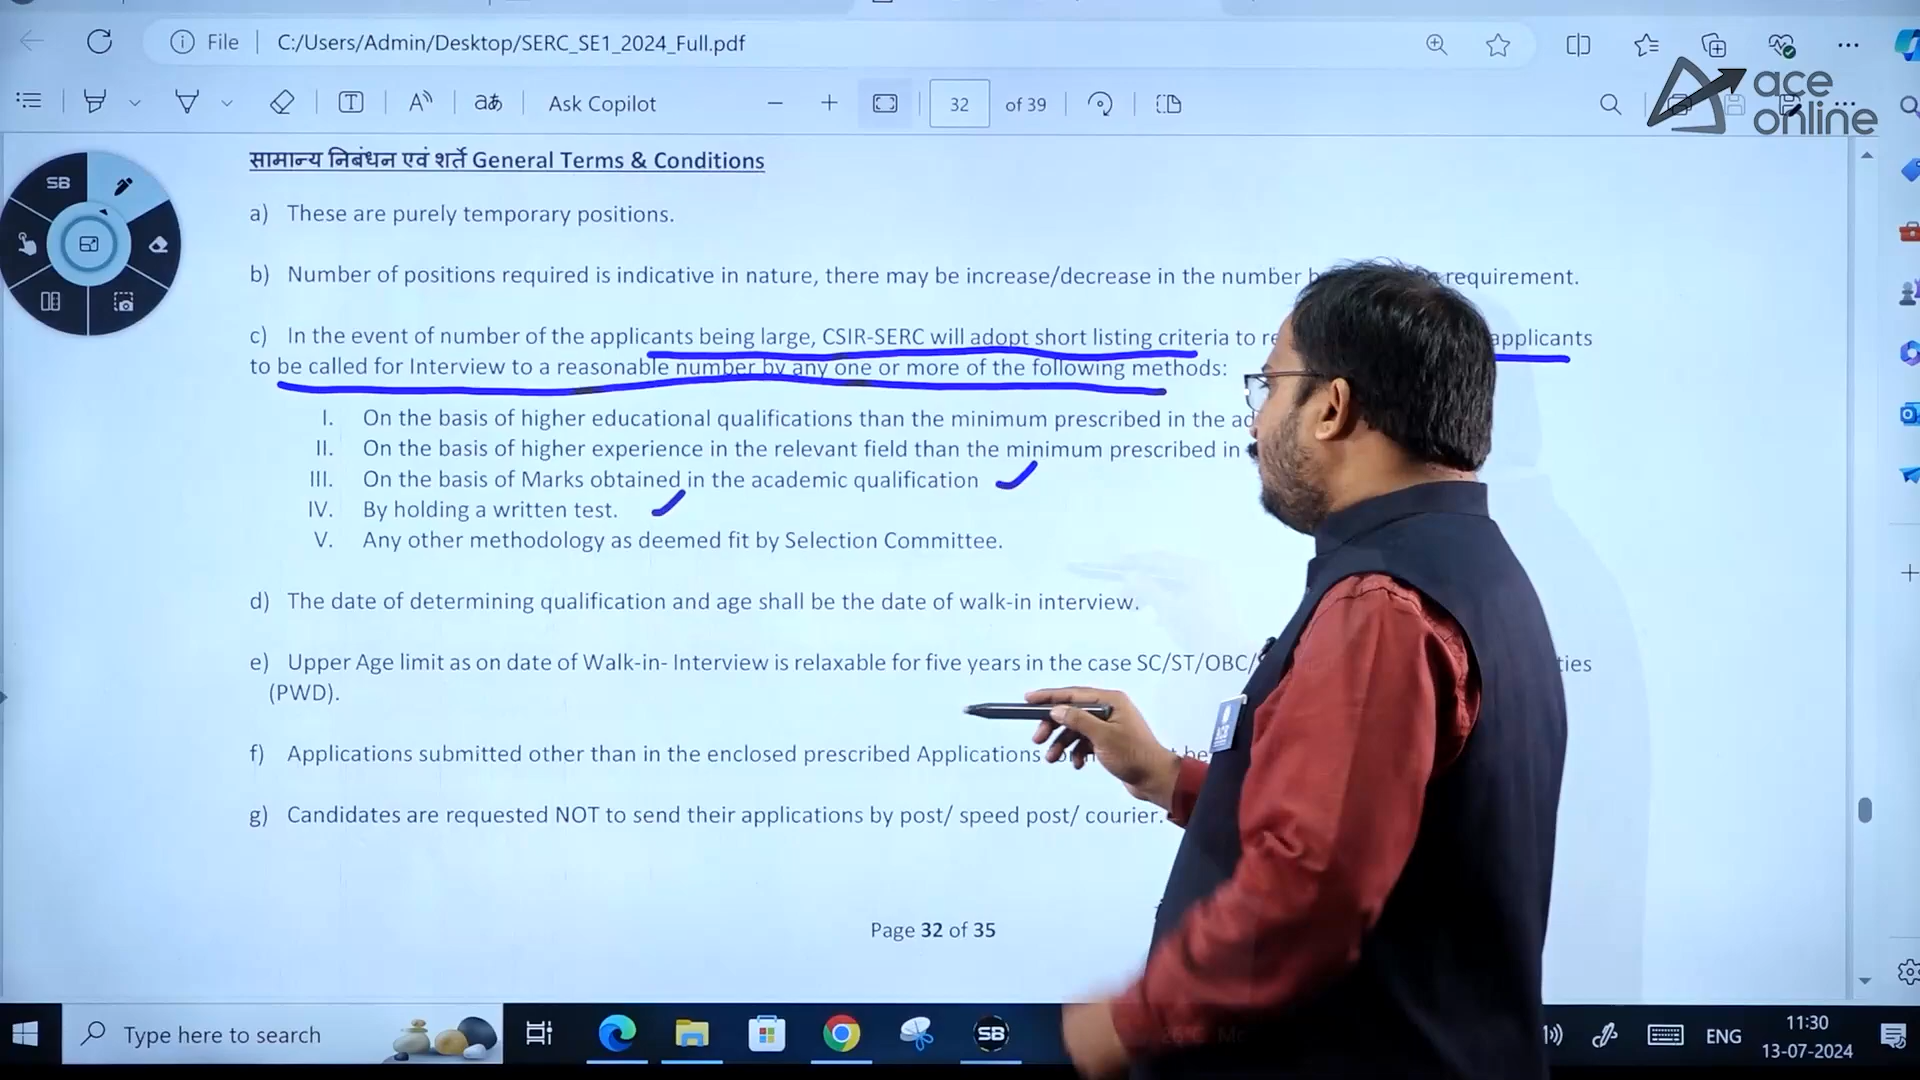 File
C:/Users/Admin/Desktop/SERC_SE1_2024_Full.pdf
ace online
Ask Copilot
32 of 39
SB
सामान्य निबंधन एवं शर्ते General Terms & Conditions
a) These are purely temporary positions.
b) Number of positions required is indicative in nature, there may be increase/decrease in the number requirement.
c) In the event of number of the applicants being large, CSIR-SERC will adopt short listing criteria to applicants
to be called for Interview to a reasonable number by any one or more of the following methods:
I. On the basis of higher educational qualifications than the minimum prescribed in the
II. On the basis of higher experience in the relevant field than the minimum prescribed in
III. On the basis of Marks obtained in the academic qualification
IV. By holding a written test.
V. Any other methodology as deemed fit by Selection Committee.
d) The date of determining qualification and age shall be the date of walk-in interview.
e) Upper Age limit as on date of Walk-in- Interview is relaxable for five years in the case SC/ST/OBC/
(PWD).
f) Applications submitted other than in the enclosed prescribed Applications
g) Candidates are requested NOT to send their applications by post/ speed post/ courier.
Page 32 of 35
Type here to search
SB
ENG
11:30
13-07-2024